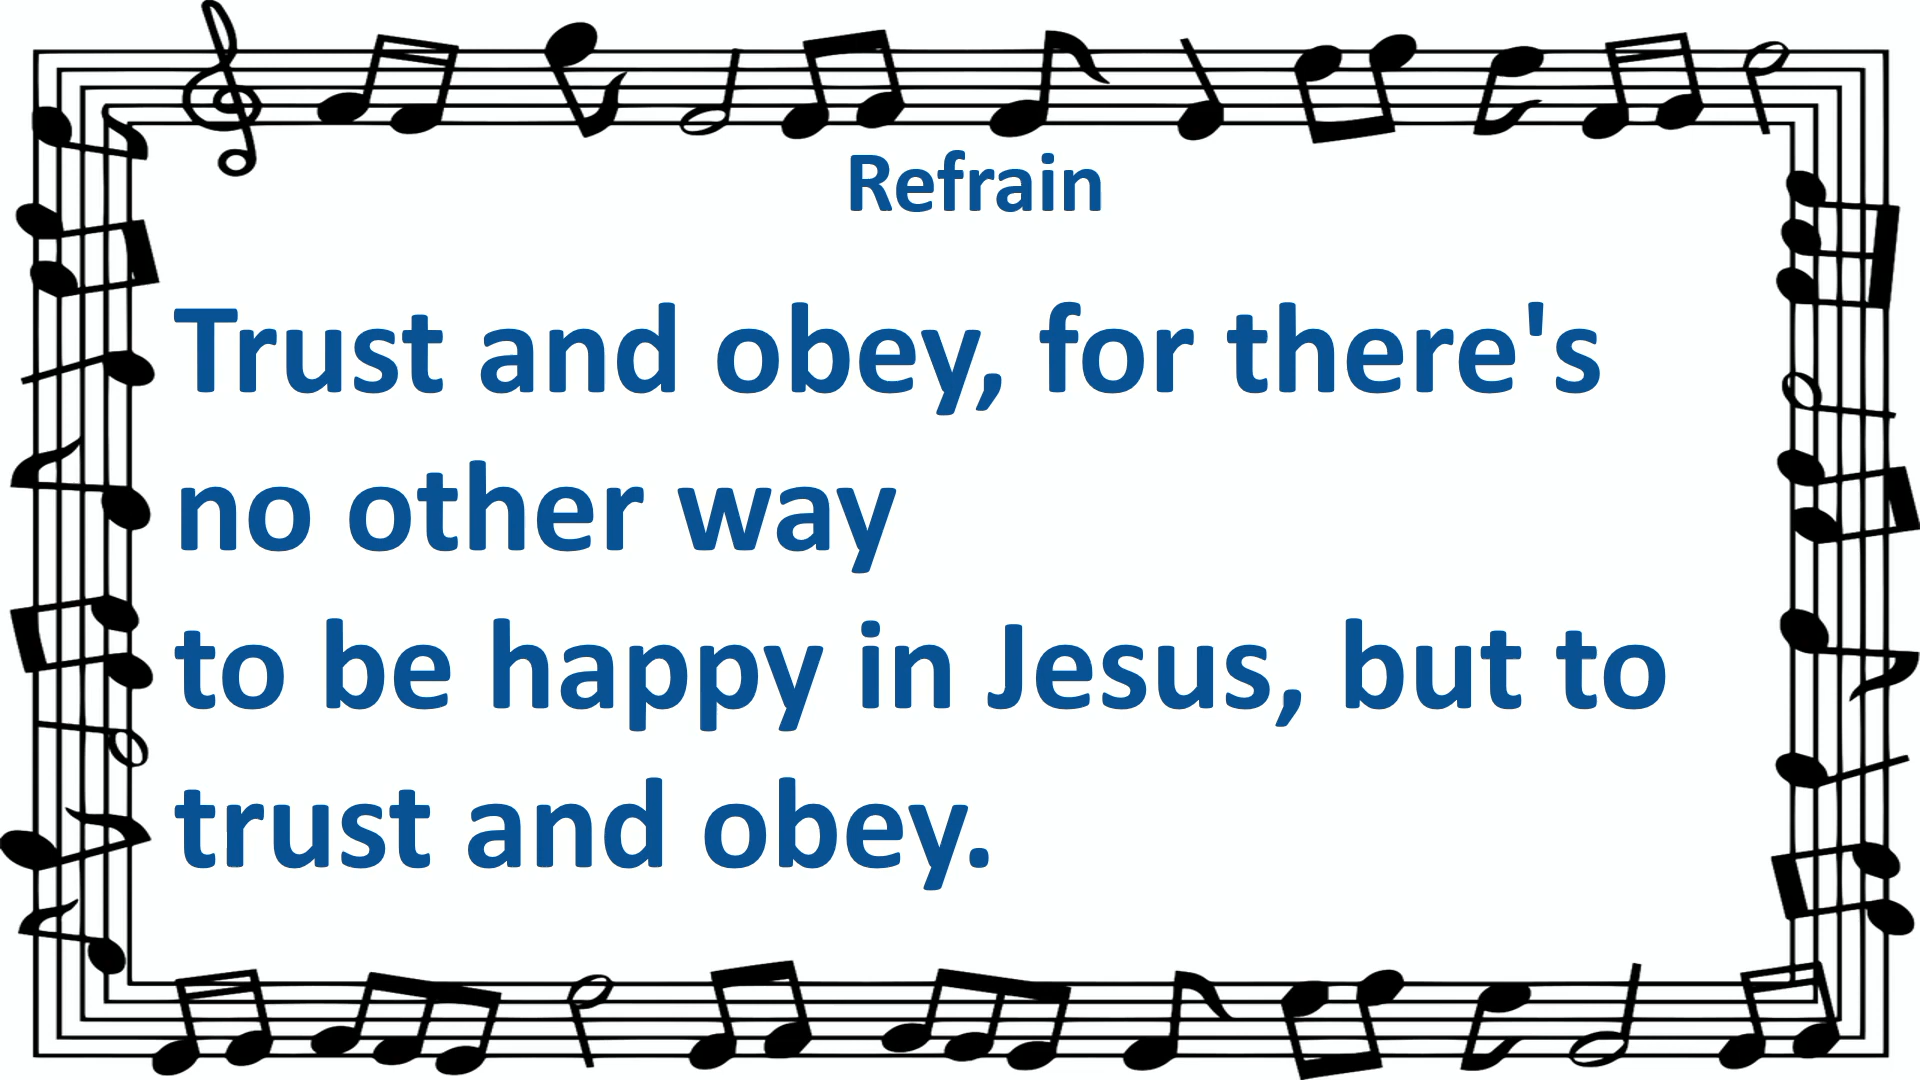 Refrain
Trust and obey, for there's
no other way
to be happy in Jesus, but to
trust and obey.